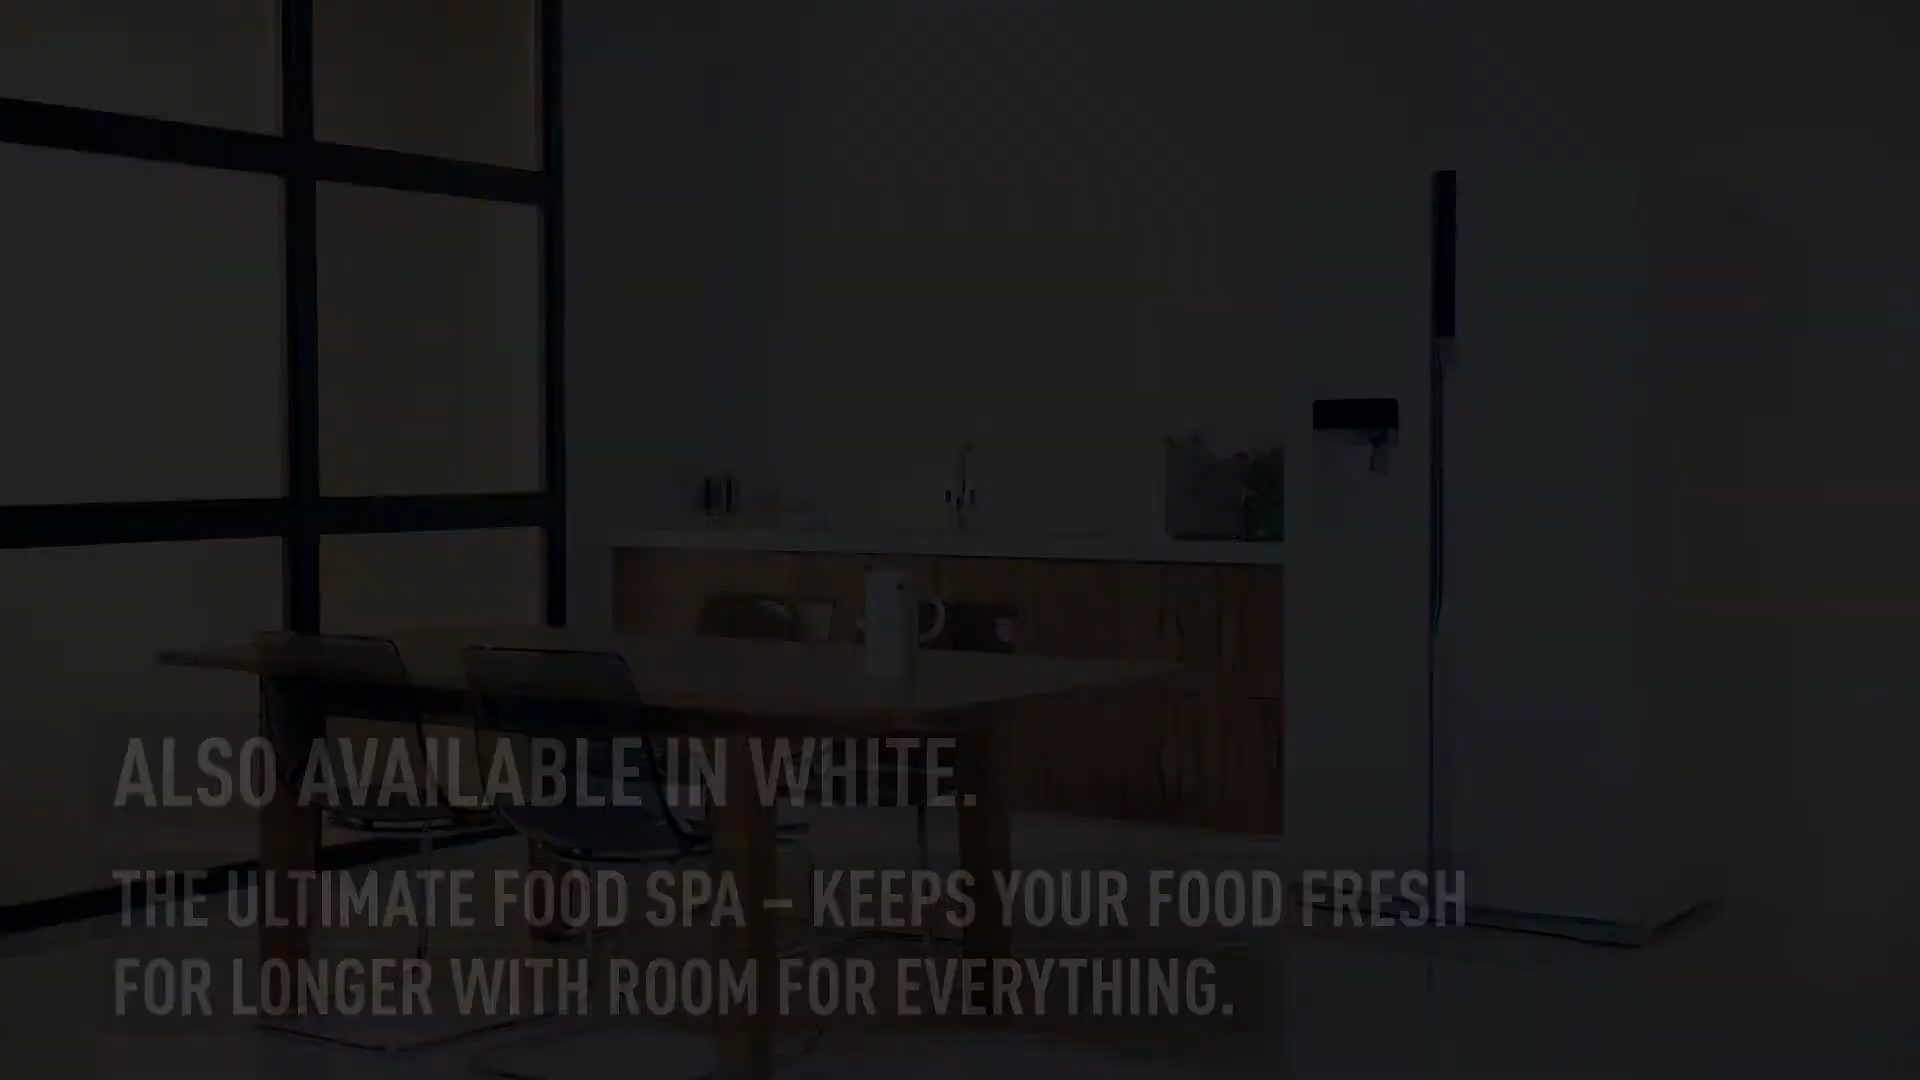 ALSO AVAILABLE IN WHITE.
THE ULTIMATE FOOD SPA – KEEPS YOUR FOOD FRESH
FOR LONGER WITH ROOM FOR EVERYTHING.